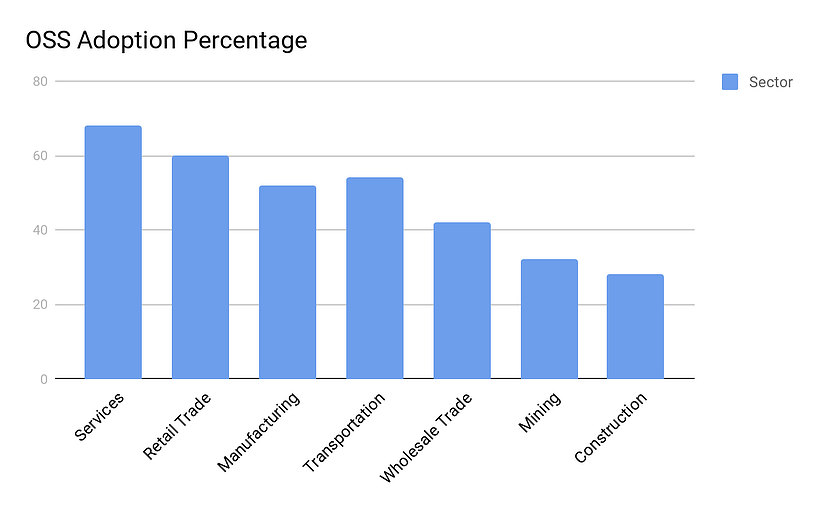 OSS Adoption Percentage
80
60
40
20
0
Sector
Services
Retail Trade
Manufacturing
Transportation
Wholesale Trade
Mining
Construction